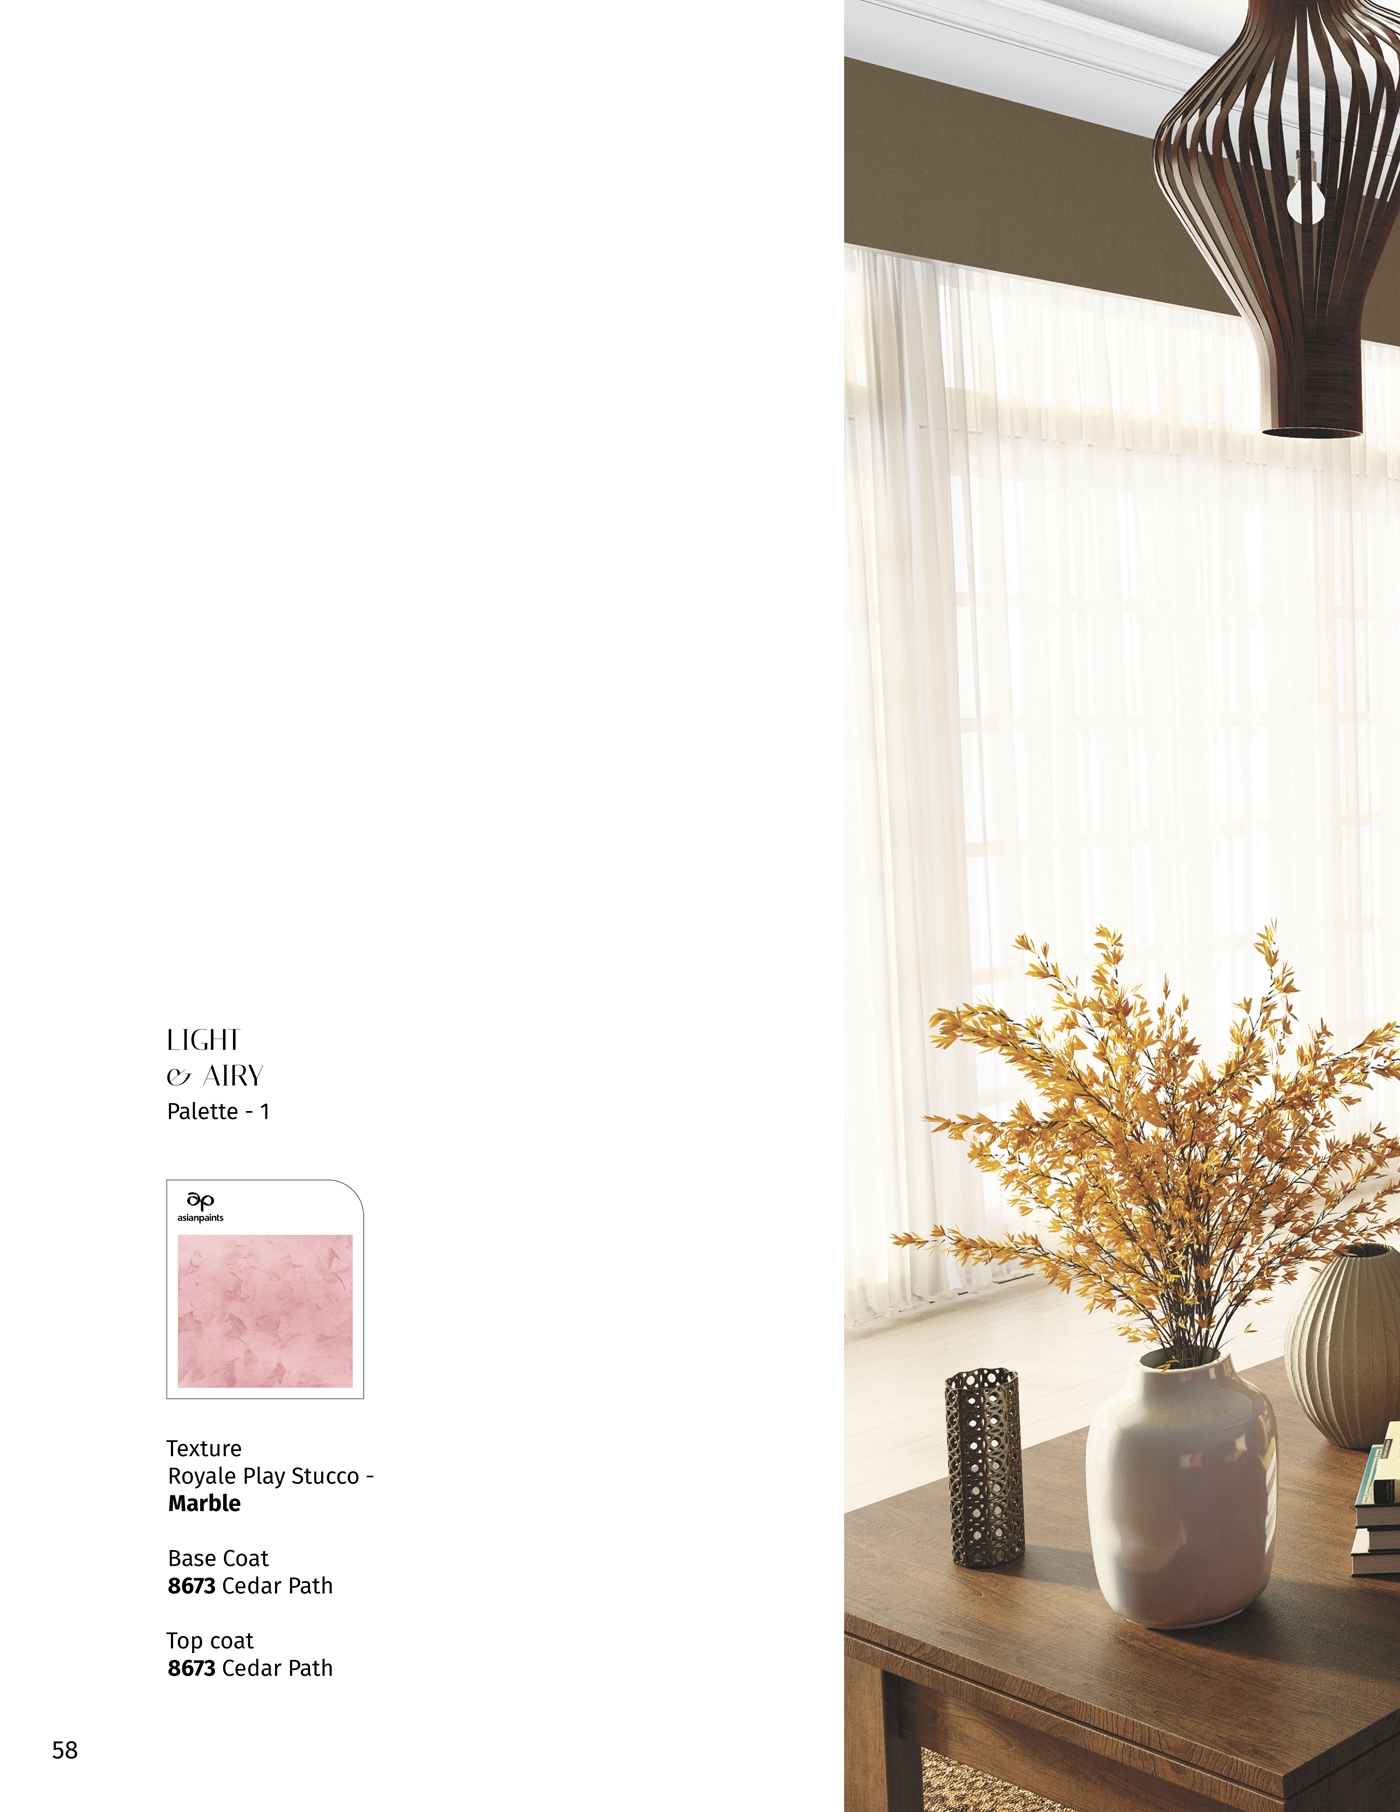 LIGHT
& AIRY
Palette - 1
ap
asianpaints
Texture
Royale Play Stucco -
Marble
Base Coat
8673 Cedar Path
Top coat
8673 Cedar Path
58